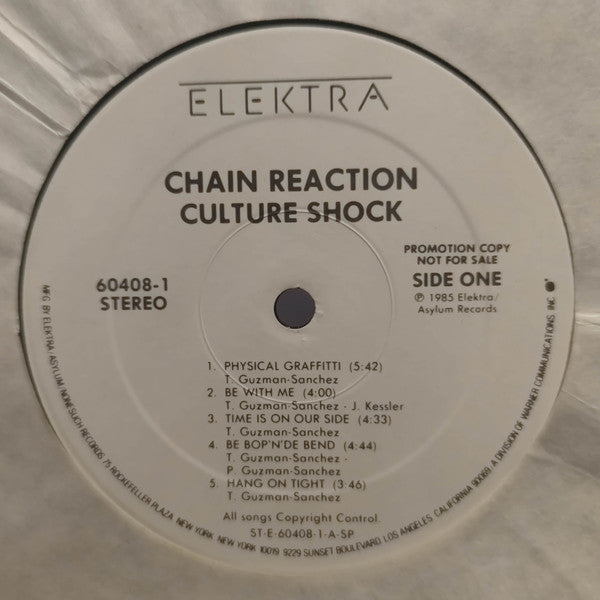 ELEKTRA
CHAIN REACTION
CULTURE SHOCK
PROMOTION COPY
NOT FOR SALE
60408-1
STEREO
SIDE ONE
℗ 1985 Elektra/
Asylum Records
1. PHYSICAL GRAFFITI (5:42)
T. Guzman-Sanchez
2. BE WITH ME (4:00)
T. Guzman-Sanchez - J. Kessler
3. TIME IS ON OUR SIDE (4:33)
T. Guzman-Sanchez
4. BE BOP'N'DE BEND (4:44)
T. Guzman-Sanchez -
P. Guzman-Sanchez
5. HANG ON TIGHT (3:46)
T. Guzman-Sanchez
All songs Copyright Control.
ST-E-60408-1-A-SP
MFG BY ELEKTRA/ASYLUM/NONESUCH RECORDS 75 ROCKEFELLER PLAZA NEW YORK NEW YORK 10019 9229 SUNSET BOULEVARD LOS ANGELES CALIFORNIA 90069 A DIVISION OF WARNER COMMUNICATIONS INC